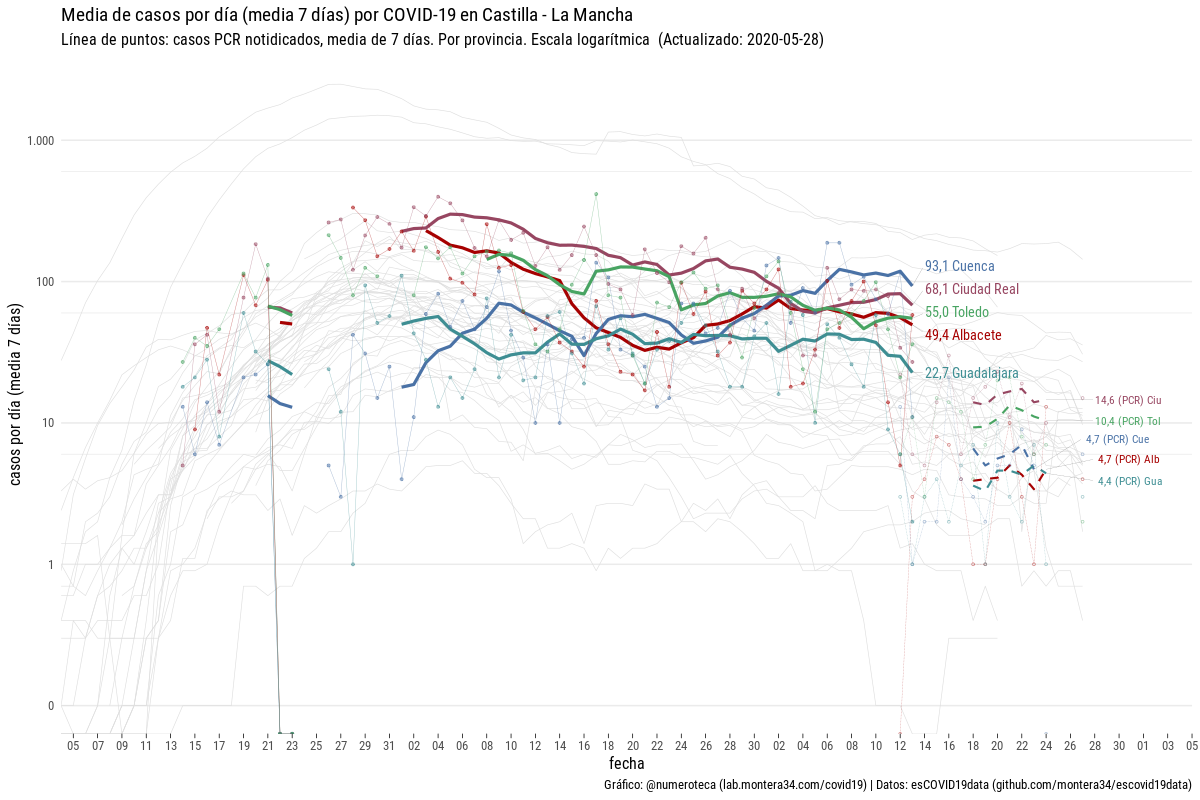 Media de casos por día (media 7 días) por COVID-19 en Castilla - La Mancha
Línea de puntos: casos PCR notidicados, media de 7 días. Por provincia. Escala logarítmica (Actualizado: 2020-05-28)
casos por día (media 7 días)
1.000
100
10
1
0
93,1 Cuenca
68,1 Ciudad Real
55,0 Toledo
49,4 Albacete
22,7 Guadalajara
14,6 (PCR) Ciu
10,4 (PCR) Tol
4,7 (PCR) Cue
4,7 (PCR) Alb
4,4 (PCR) Gua
05 07 09 11 13 15 17 19 21 23 25 27 29 31 02 04 06 08 10 12 14 16 18 20 22 24 26 28 30 02 04 06 08 10 12 14 16 18 20 22 24 26 28 30 01 03 05
fecha
Gráfico: @numeroteca (lab.montera34.com/covid19) | Datos: esCOVID19data (github.com/montera34/escovid19data)